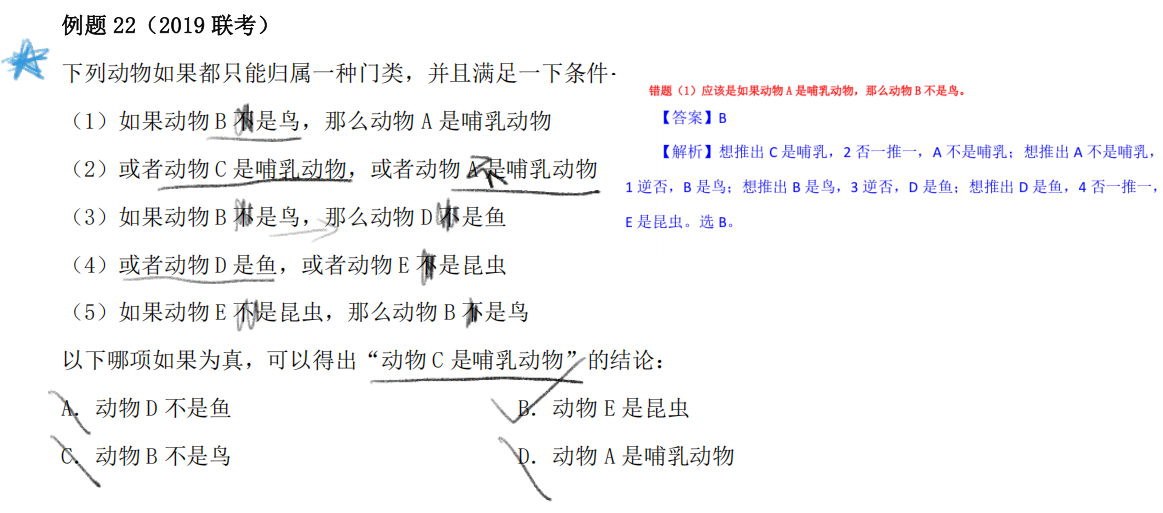 例题 22（2019 联考）
下列动物如果都只能归属一种门类，并且满足一下条件
（1）如果动物 B 不是鸟，那么动物 A 是哺乳动物
（2）或者动物 C 是哺乳动物，或者动物 A 是哺乳动物
（3）如果动物 B 不是鸟，那么动物 D 不是鱼
（4）或者动物 D 是鱼，或者动物 E 不是昆虫
（5）如果动物 E 不是昆虫，那么动物 B 不是鸟
以下哪项如果为真，可以得出“动物 C 是哺乳动物”的结论：
A. 动物 D 不是鱼
B. 动物 E 是昆虫
C. 动物 B 不是鸟
D. 动物 A 是哺乳动物
错题（1）应该是如果动物 A 是哺乳动物，那么动物 B 不是鸟。
【答案】B
【解析】想推出 C 是哺乳，2 否一推一，A 不是哺乳；想推出 A 不是哺乳，
1 逆否，B 是鸟；想推出 B 是鸟，3 逆否，D 是鱼；想推出 D 是鱼，4 否一推一，
E 是昆虫。选 B。